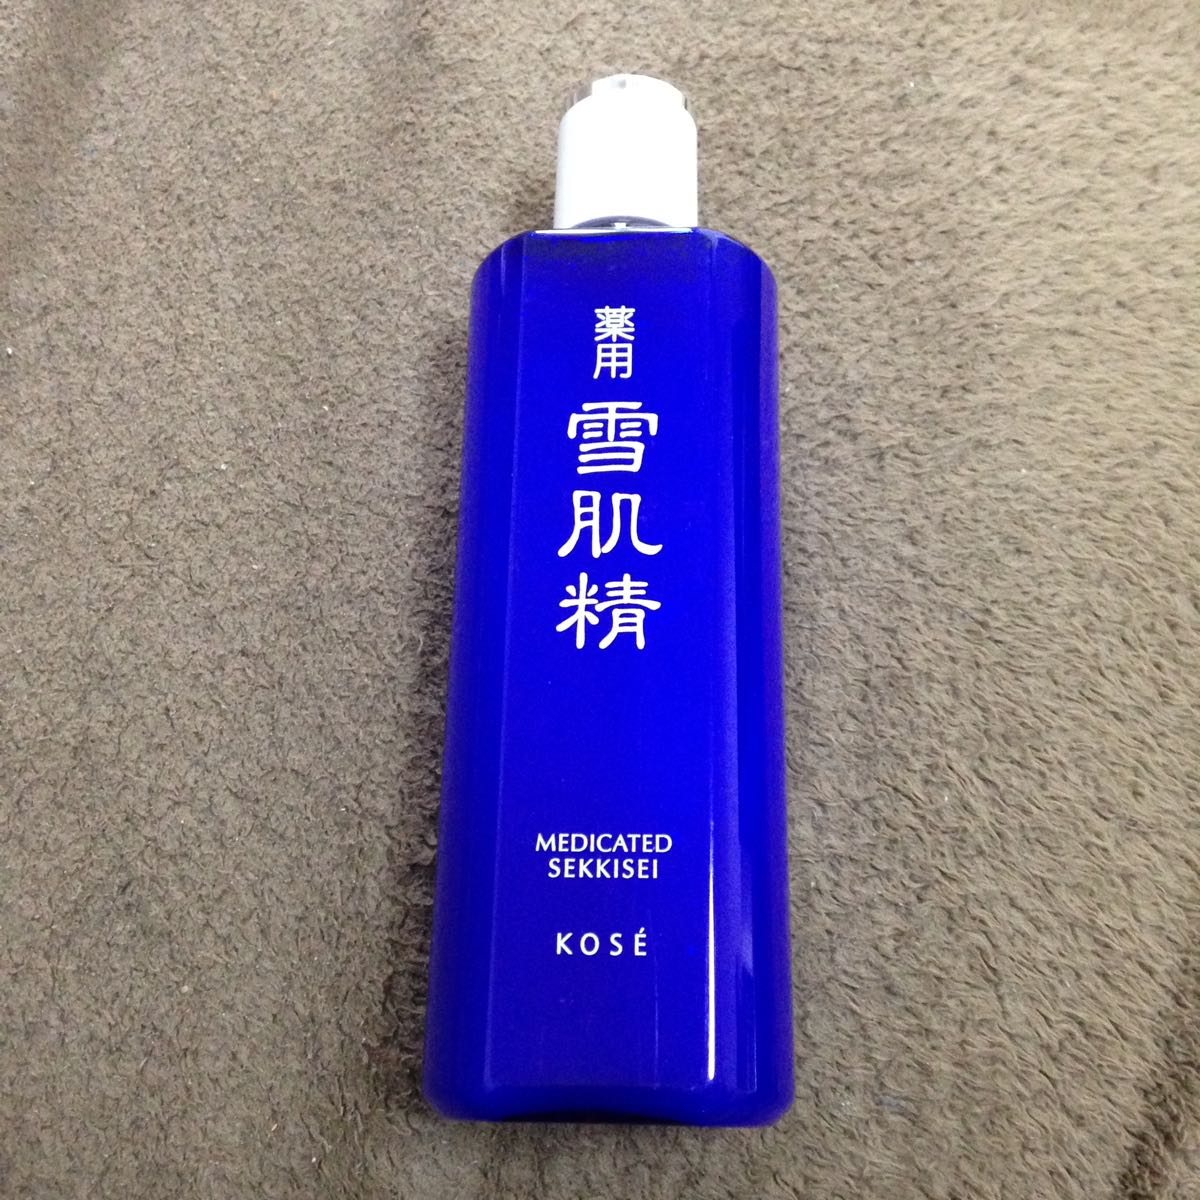 薬用
雪肌精
MEDICATED
SEKKISEI
KOSÉ